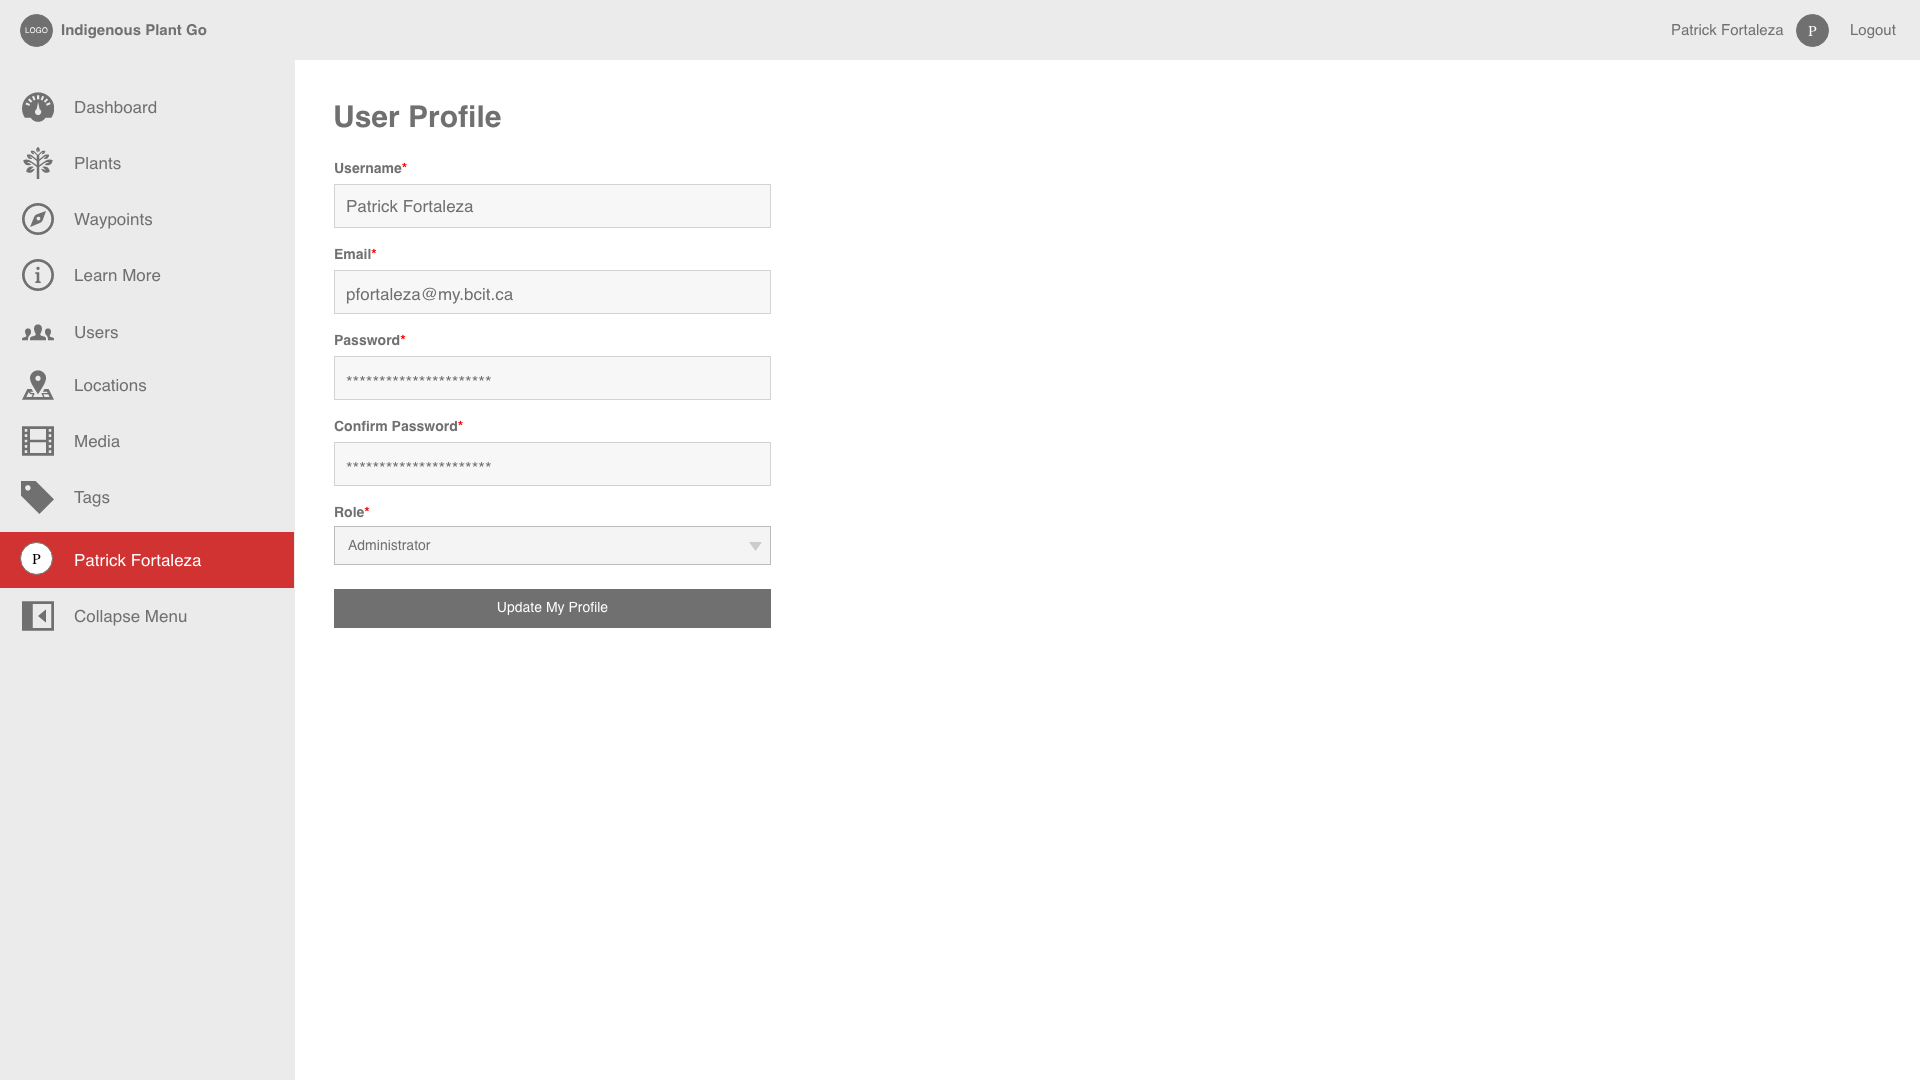 LOGO Indigenous Plant Go
Patrick Fortaleza P Logout
Dashboard
Plants
Waypoints
Learn More
Users
Locations
Media
Tags
P Patrick Fortaleza
Collapse Menu
User Profile
Username*
Patrick Fortaleza
Email*
pfortaleza@my.bcit.ca
Password*
**********************
Confirm Password*
**********************
Role*
Administrator
Update My Profile